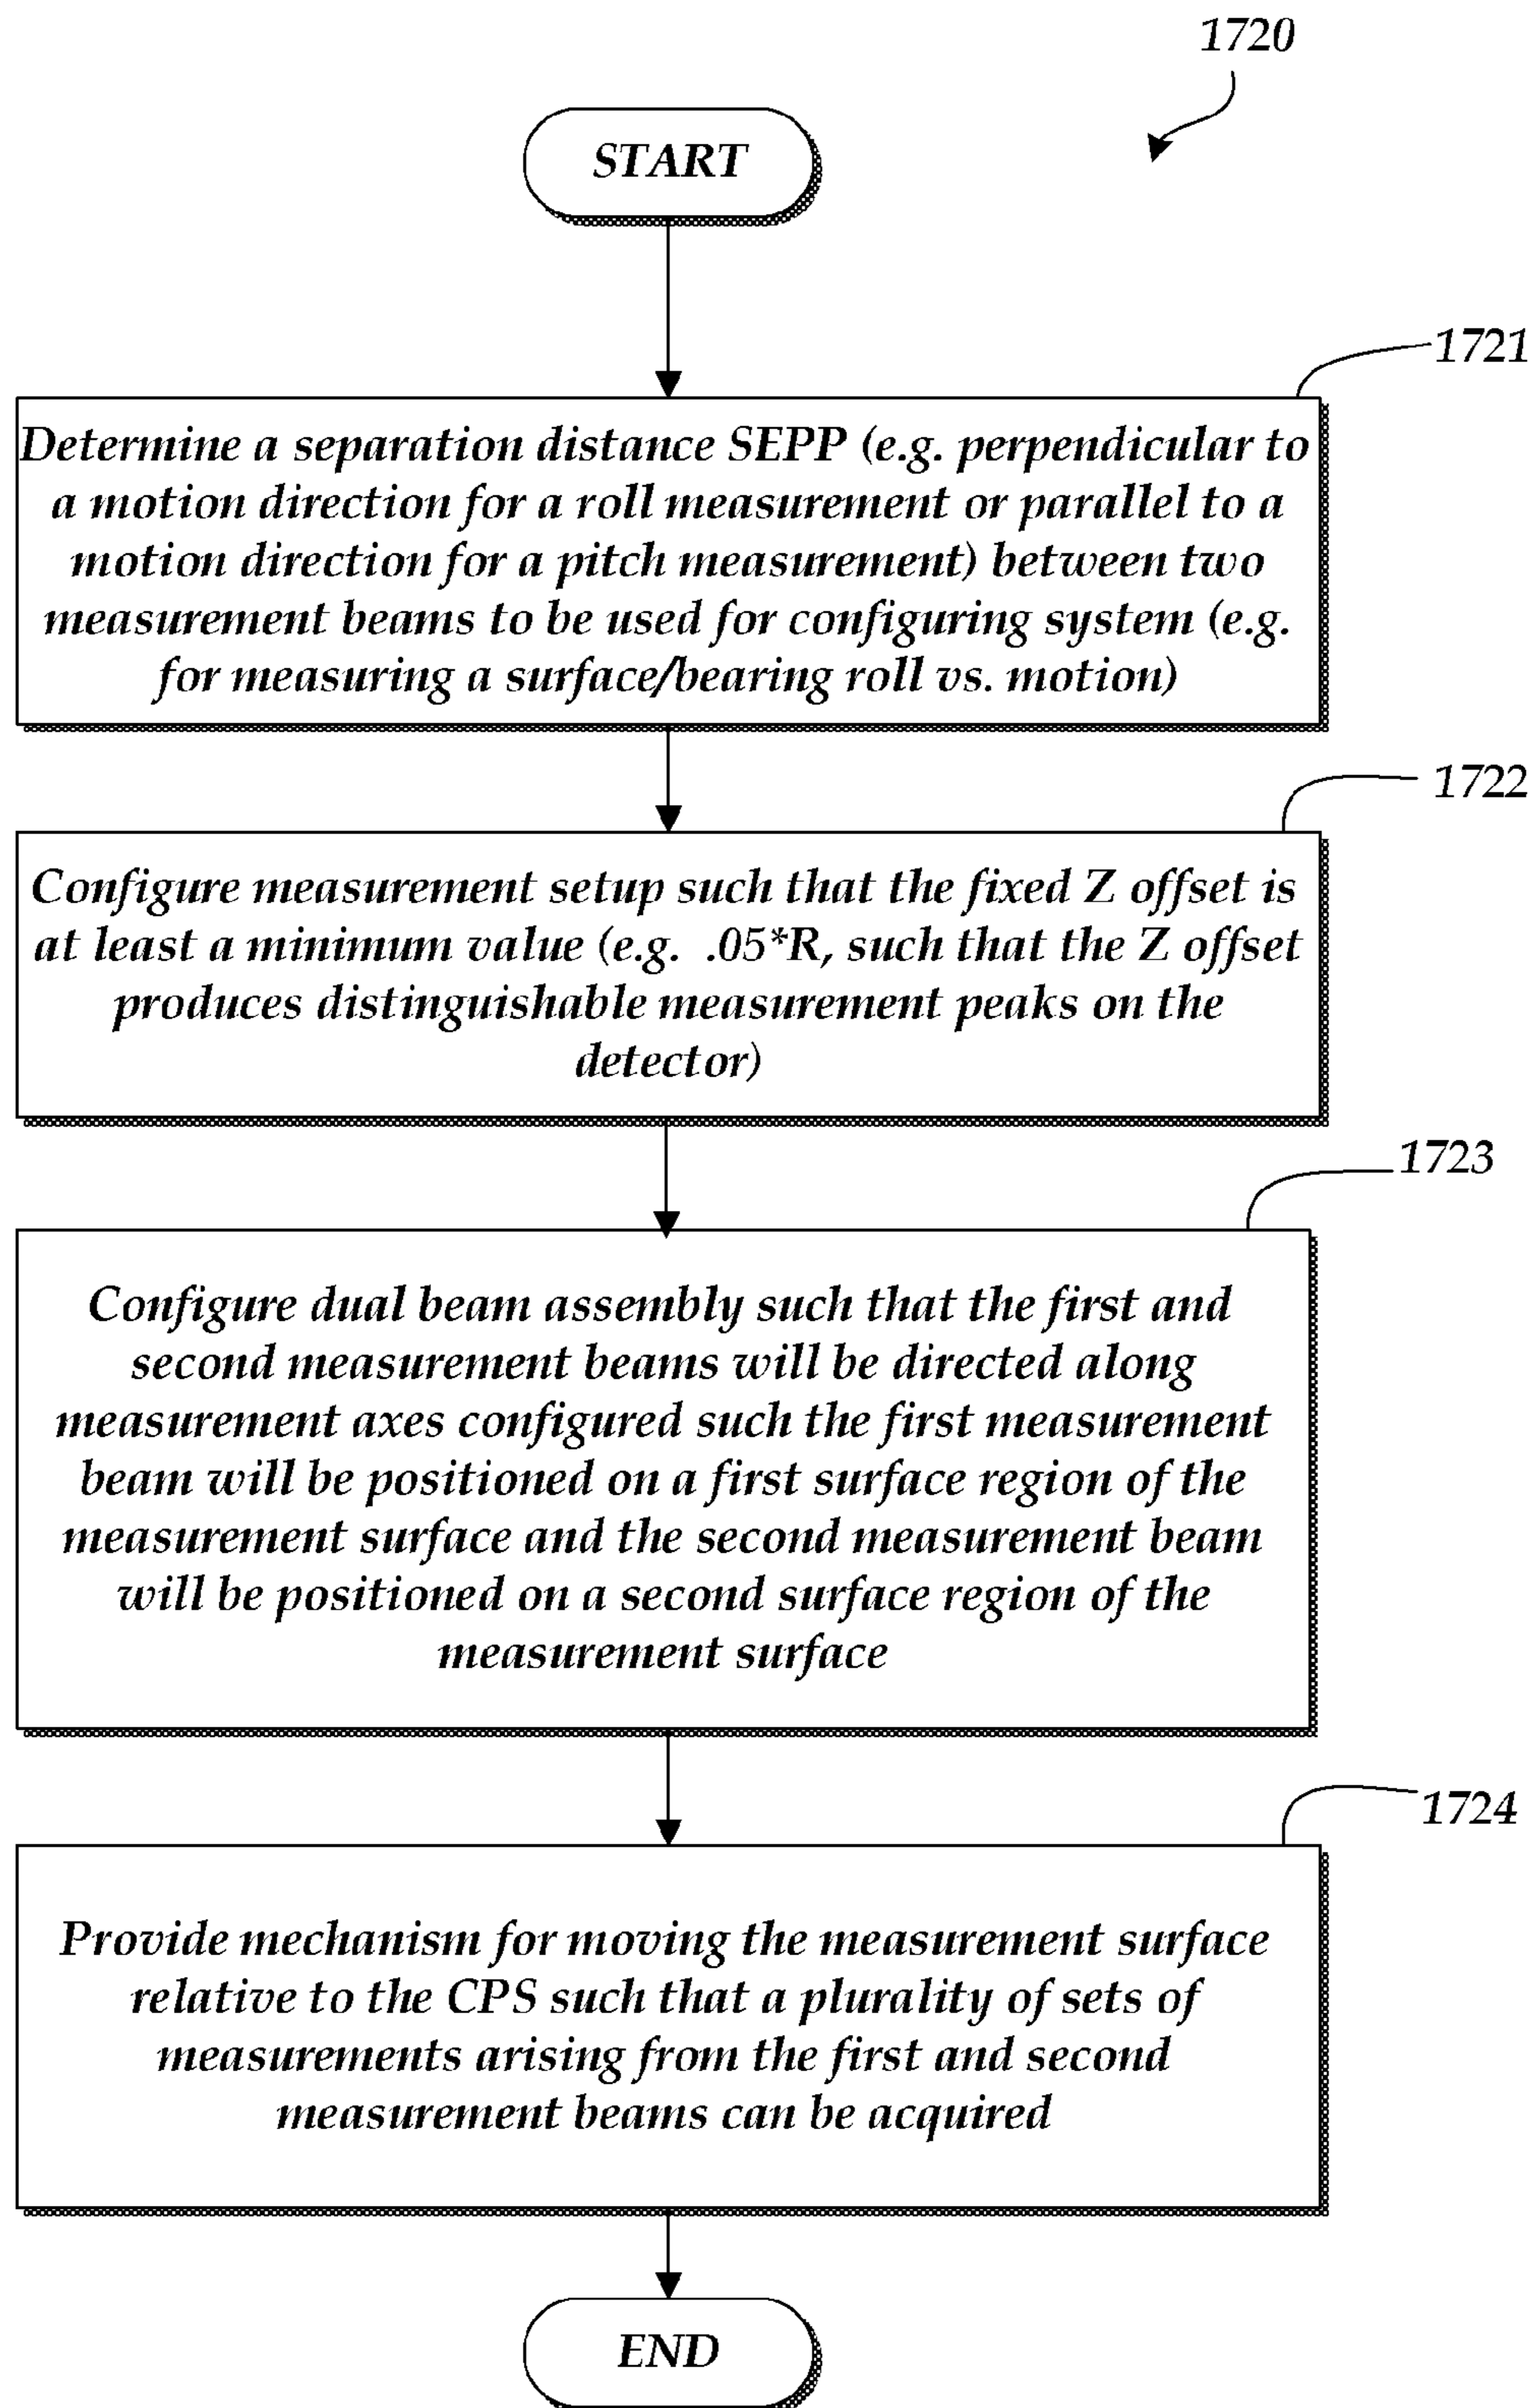 1720
START
1721
Determine a separation distance SEPP (e.g. perpendicular to
a motion direction for a roll measurement or parallel to a
motion direction for a pitch measurement) between two
measurement beams to be used for configuring system (e.g.
for measuring a surface/bearing roll vs. motion)
1722
Configure measurement setup such that the fixed Z offset is
at least a minimum value (e.g. .05*R, such that the Z offset
produces distinguishable measurement peaks on the
detector)
1723
Configure dual beam assembly such that the first and
second measurement beams will be directed along
measurement axes configured such the first measurement
beam will be positioned on a first surface region of the
measurement surface and the second measurement beam
will be positioned on a second surface region of the
measurement surface
1724
Provide mechanism for moving the measurement surface
relative to the CPS such that a plurality of sets of
measurements arising from the first and second
measurement beams can be acquired
END